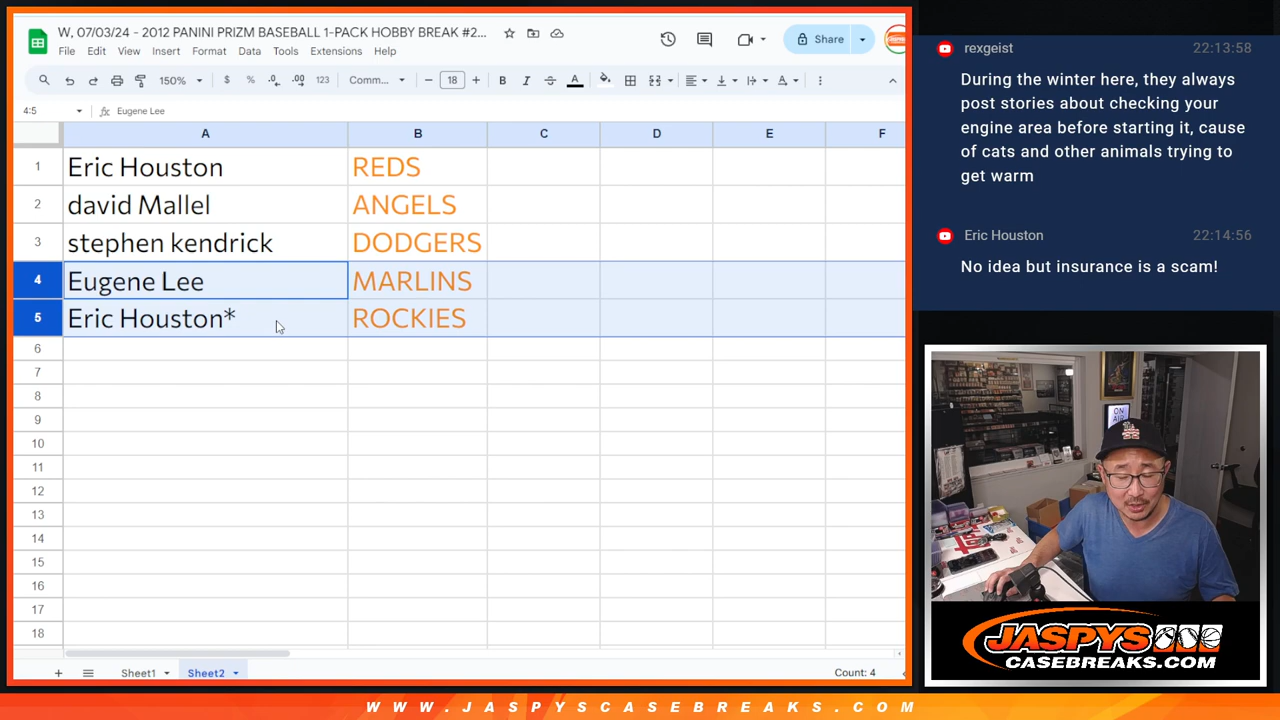 W, 07/03/24 - 2012 PANINI PRIZM BASEBALL 1-PACK HOBBY BREAK #2...
File Edit View Insert Format Data Tools Extensions Help
Share
150% $ % .0 .00 123 Comm... 18 B I A
4:5 fx Eugene Lee
A B C D E F
1 Eric Houston REDS
2 david Mallel ANGELS
3 stephen kendrick DODGERS
4 Eugene Lee MARLINS
5 Eric Houston* ROCKIES
6
7
8
9
10
11
12
13
14
15
16
17
18
Sheet1 Sheet2 Count: 4
rexgeist 22:13:58
During the winter here, they always
post stories about checking your
engine area before starting it, cause
of cats and other animals trying to
get warm
Eric Houston 22:14:56
No idea but insurance is a scam!
ON AIR
JASPYS
CASEBREAKS.COM
WWW.JASPYSCASEBREAKS.COM